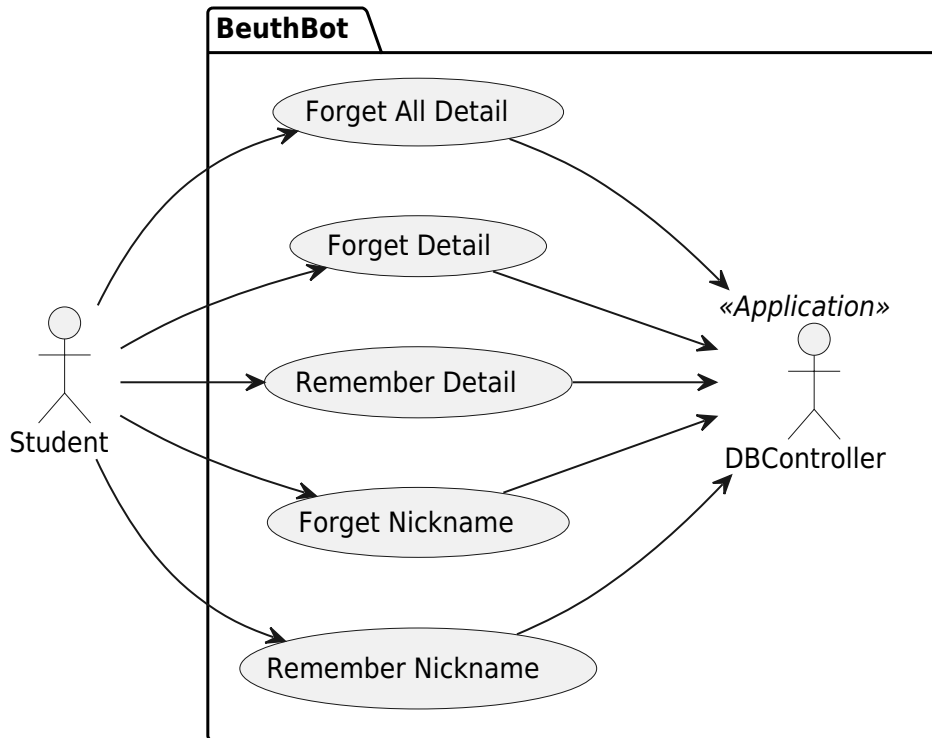 BeuthBot
Forget All Detail
Forget Detail
«Application»
Student
Remember Detail
DBController
Forget Nickname
Remember Nickname